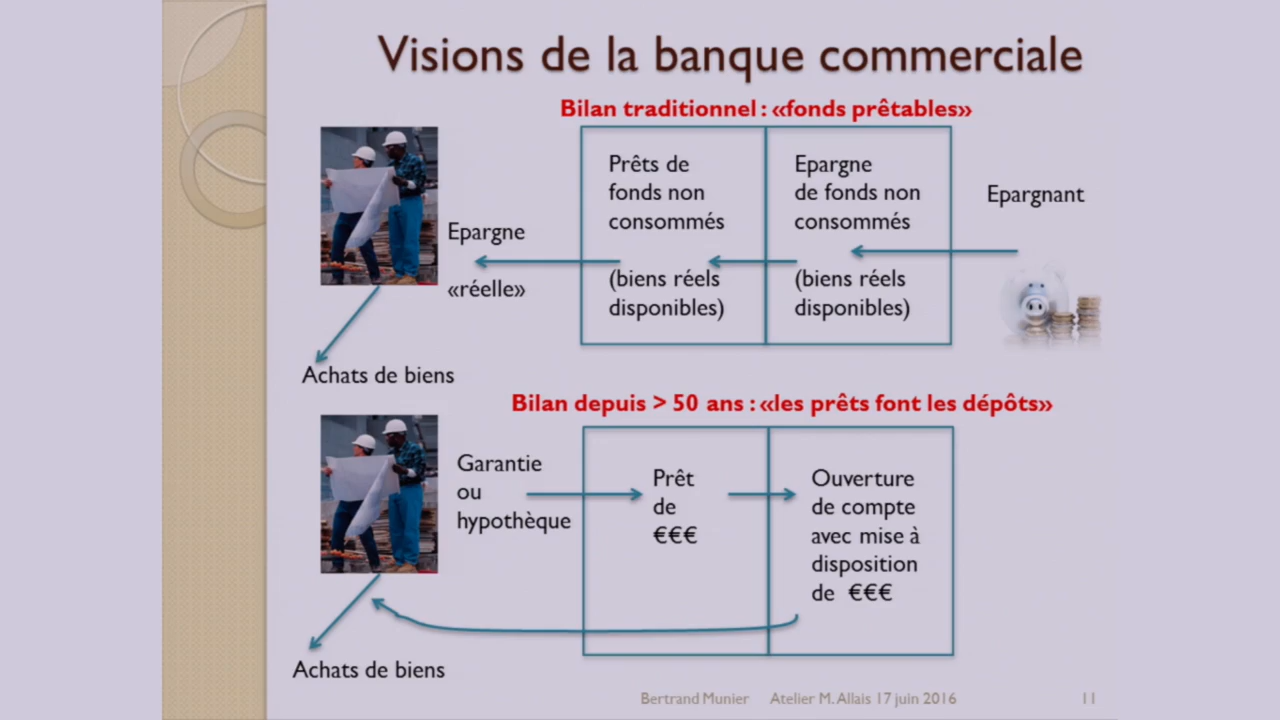 Visions de la banque commerciale
Bilan traditionnel : «fonds prêtables»
Prêts de
fonds non
consommés
(biens réels
disponibles)
Epargne
de fonds non
consommés
(biens réels
disponibles)
Epargnant
Epargne
«réelle»
Achats de biens
Bilan depuis > 50 ans : «les prêts font les dépôts»
Garantie
ou
hypothèque
Prêt
de
€€€
Ouverture
de compte
avec mise à
disposition
de €€€
Achats de biens
Bertrand Munier Atelier M. Allais 17 juin 2016 11